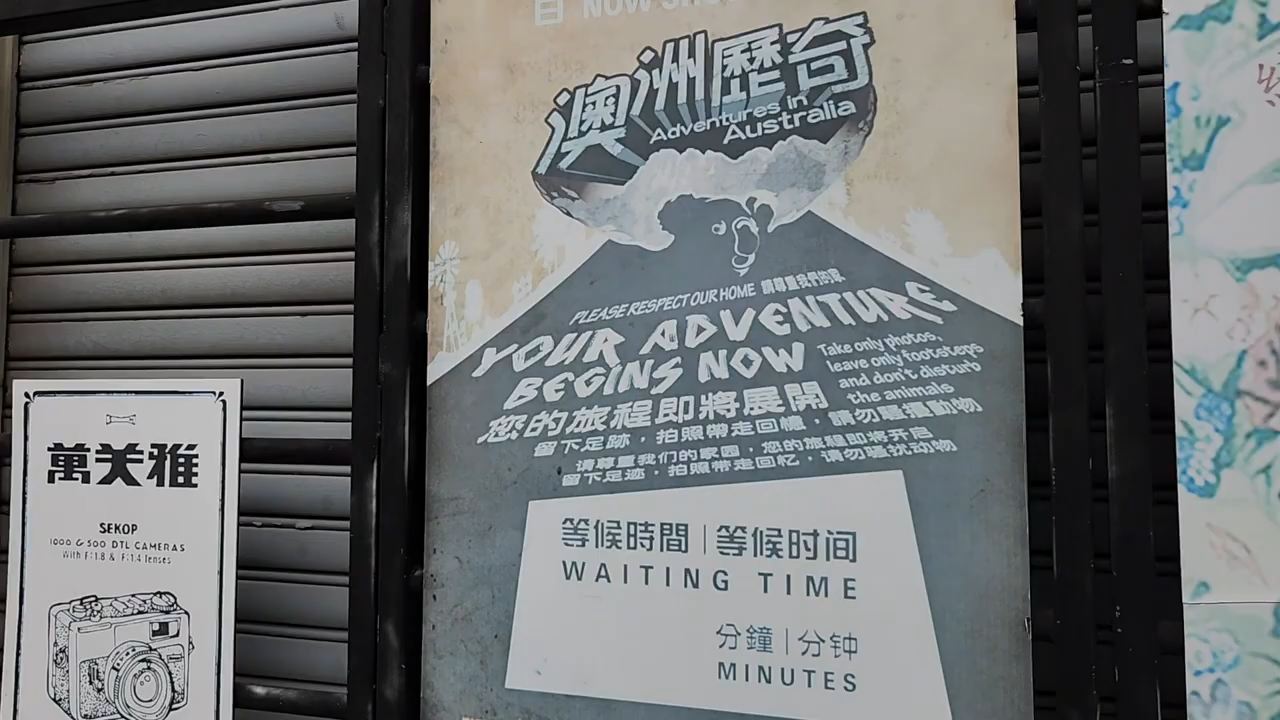 NOW
澳洲歷奇
Adventures in
Australia
PLEASE RESPECT OUR HOME 請尊重我們的家
YOUR ADVENTURE
BEGINS NOW
Take only photos,
leave only footsteps
and don't disturb
the animals
您的旅程即將展開
留下足跡，拍照帶走回憶，請勿騷擾動物
请尊重我们的家园，您的旅程即将开启
留下足迹，拍照带走回忆，请勿骚扰动物
等候時間 | 等候时间
WAITING TIME
分鐘 | 分钟
MINUTES
萬关雅
SEKOP
1000 & 500 DTL CAMERAS
With F:1.8 & F:1.4 lenses